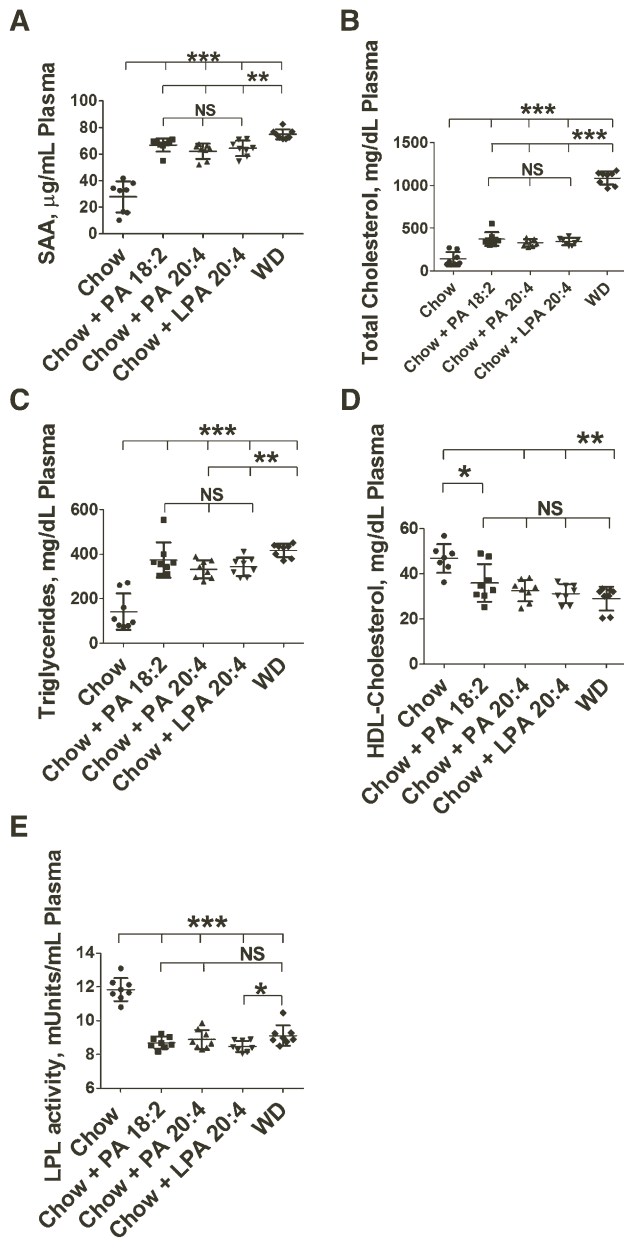 A
***
**
NS
SAA, µg/mL Plasma
100
80
60
40
20
0
Chow
Chow + PA 18:2
Chow + PA 20:4
Chow + LPA 20:4
WD
B
***
***
NS
Total Cholesterol, mg/dL Plasma
1500
1000
500
0
Chow
Chow + PA 18:2
Chow + PA 20:4
Chow + LPA 20:4
WD
C
***
**
NS
Triglycerides, mg/dL Plasma
600
400
200
0
Chow
Chow + PA 18:2
Chow + PA 20:4
Chow + LPA 20:4
WD
D
**
*
NS
HDL-Cholesterol, mg/dL Plasma
60
40
20
0
Chow
Chow + PA 18:2
Chow + PA 20:4
Chow + LPA 20:4
WD
E
***
NS
*
LPL activity, mUnits/mL Plasma
14
12
10
8
6
Chow
Chow + PA 18:2
Chow + PA 20:4
Chow + LPA 20:4
WD